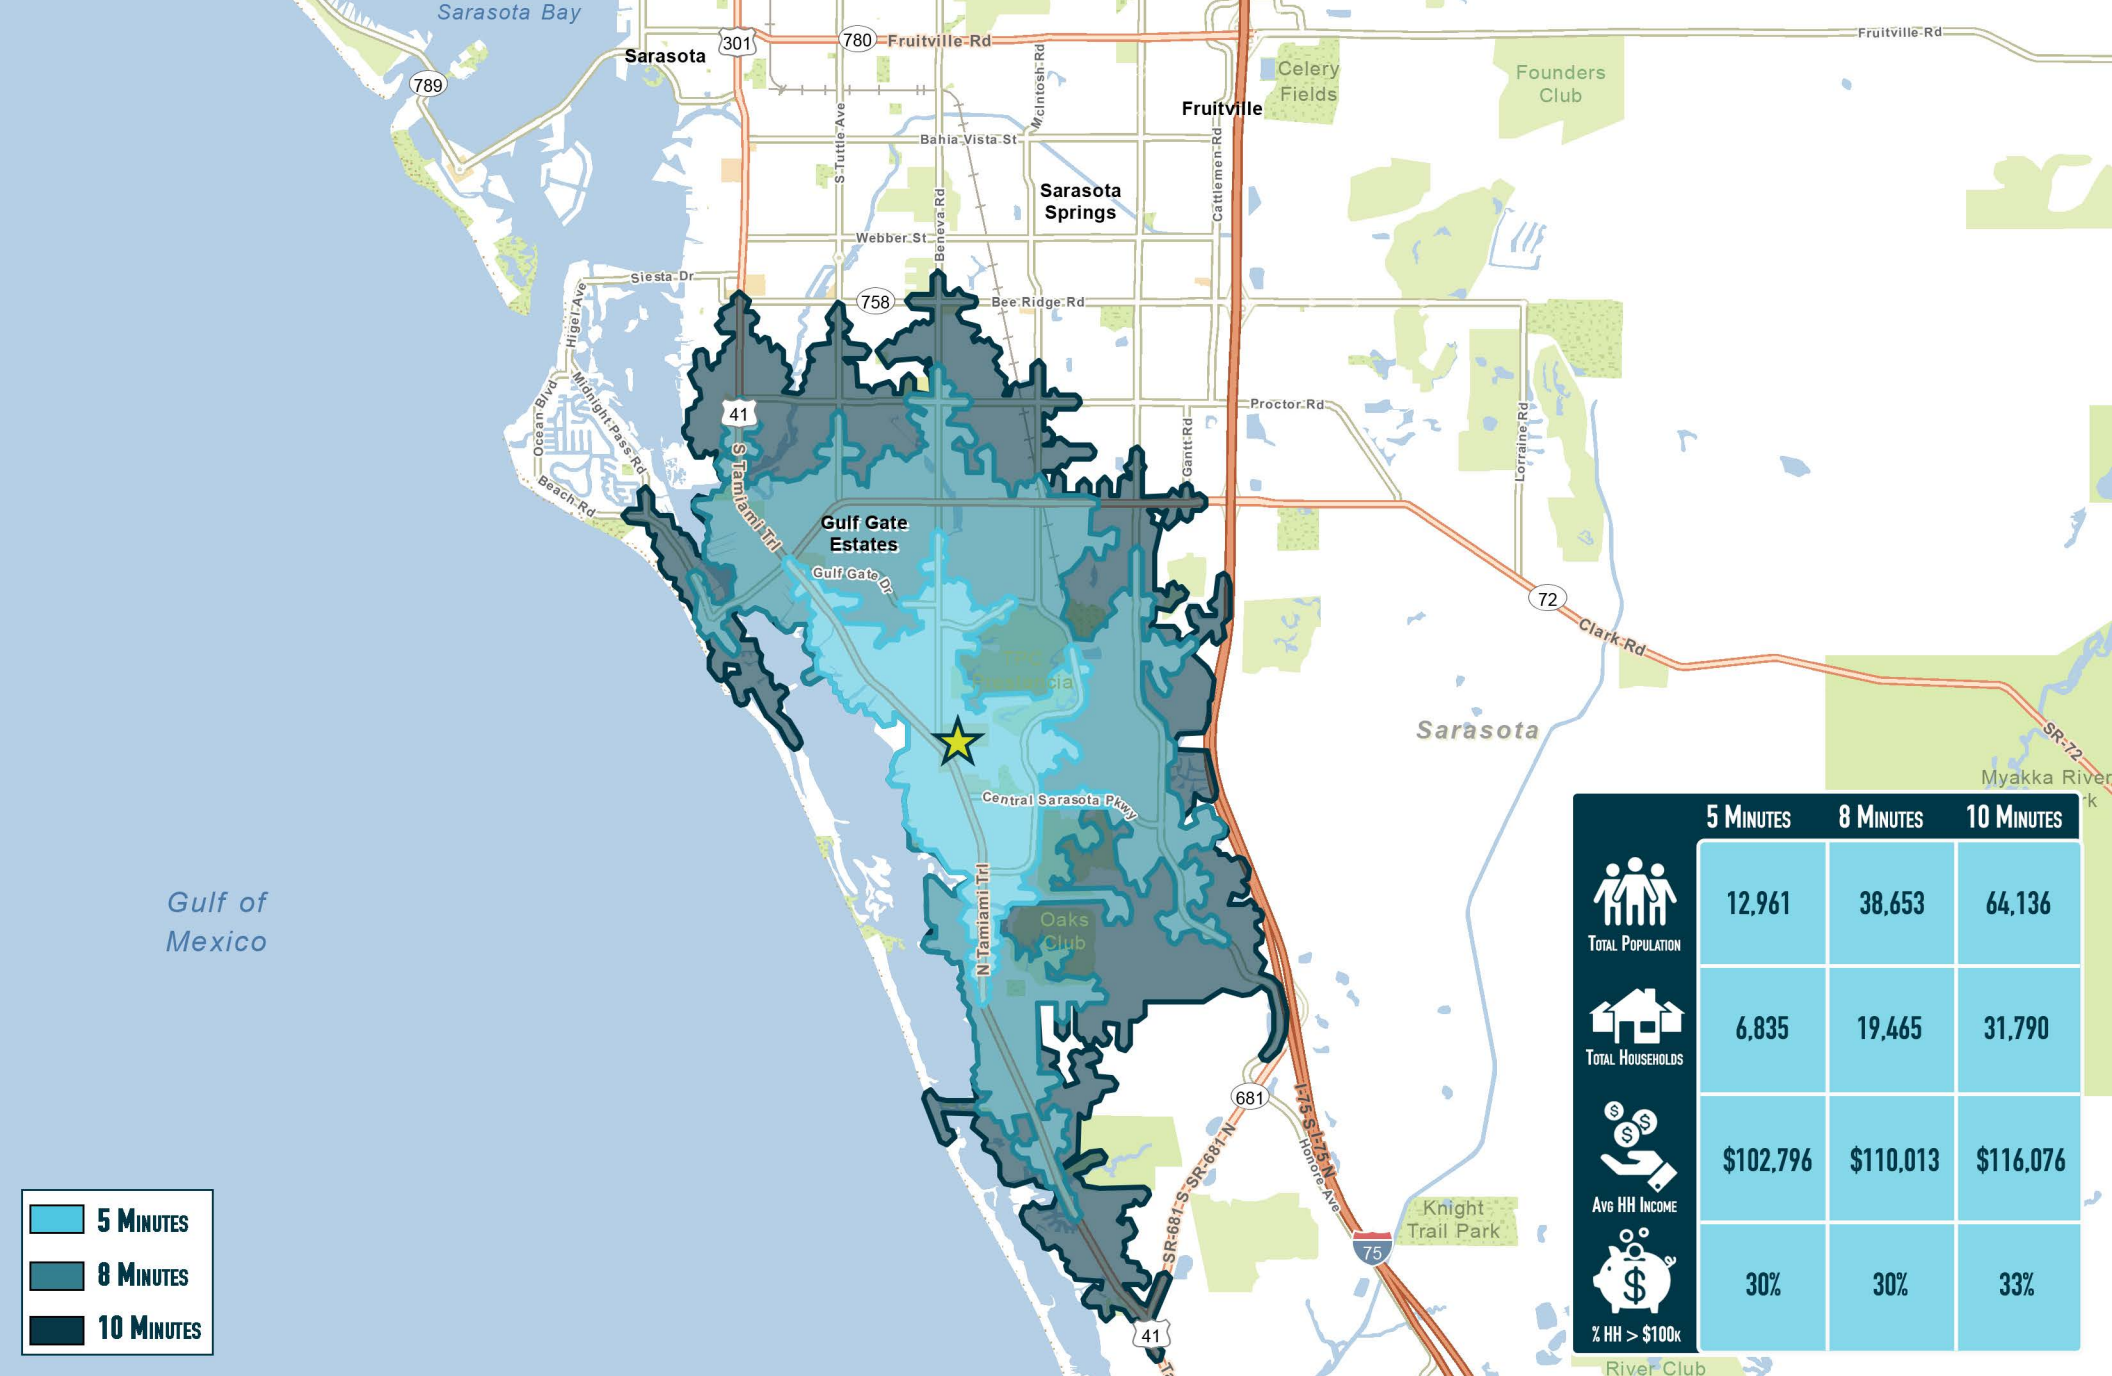 Sarasota Bay
Sarasota
301
780
Fruitville Rd
Fruitville Rd
789
McIntosh Rd
Celery
Fields
Founders
Club
Fruitville
S Tuttle Ave
Bahia Vista St
Cattlemen Rd
Sarasota
Springs
Beneva Rd
Webber St
Siesta Dr
Higel Ave
758
Bee Ridge Rd
Ocean Blvd
Midnight Pass Rd
41
Proctor Rd
Gantt Rd
Lorraine Rd
Beach Rd
S Tamiami Trl
Gulf Gate
Estates
Gulf Gate Dr
72
Clark Rd
SR-72
Sarasota
Myakka River
Central Sarasota Pkwy
N Tamiami Trl
Oaks
Club
Gulf of
Mexico
681
SR-681 S SR-681 N
I-75 S I-75 N
Honore Ave
Knight
Trail Park
75
41
River Club
5 Minutes
8 Minutes
10 Minutes
5 Minutes 8 Minutes 10 Minutes
Total Population 12,961 38,653 64,136
Total Households 6,835 19,465 31,790
Avg HH Income $102,796 $110,013 $116,076
% HH > $100k 30% 30% 33%